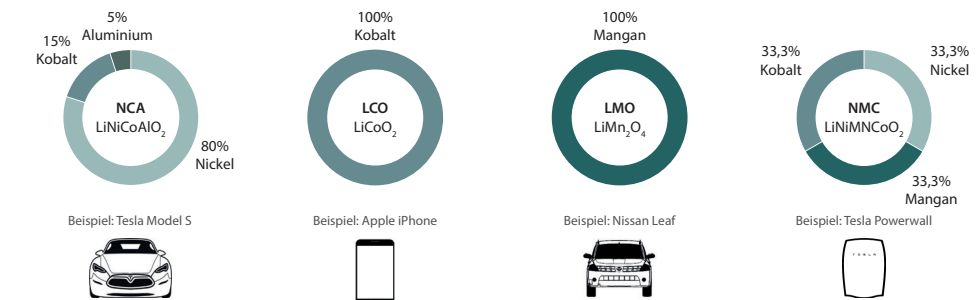 5%
Aluminium
15%
Kobalt
NCA
LiNiCoAlO₂
80%
Nickel
Beispiel: Tesla Model S
100%
Kobalt
LCO
LiCoO₂
Beispiel: Apple iPhone
100%
Mangan
LMO
LiMn₂O₄
Beispiel: Nissan Leaf
33,3%
Kobalt
33,3%
Nickel
NMC
LiNiMNCoO₂
33,3%
Mangan
Beispiel: Tesla Powerwall
TESLA